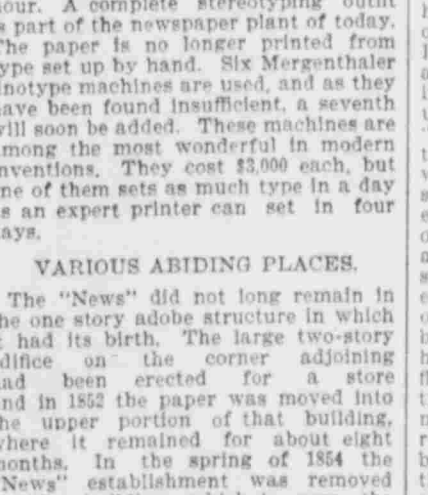 our. A complete stereotyping outfit
s part of the newspaper plant of today.
The paper is no longer printed from
ype set up by hand. Six Mergenthaler
inotype machines are used, and as they
have been found insufficient, a seventh
will soon be added. These machines are
among the most wonderful in modern
nventions. They cost $3,000 each, but
ne of them sets as much type in a day
s an expert printer can set in four
ays.
VARIOUS ABIDING PLACES.
The "News" did not long remain in
he one story adobe structure in which
t had its birth. The large two-story
difice on the corner adjoining
had been erected for a store
nd in 1852 the paper was moved into
he upper portion of that building,
where it remained for about eight
months. In the spring of 1854 the
"News" establishment was removed